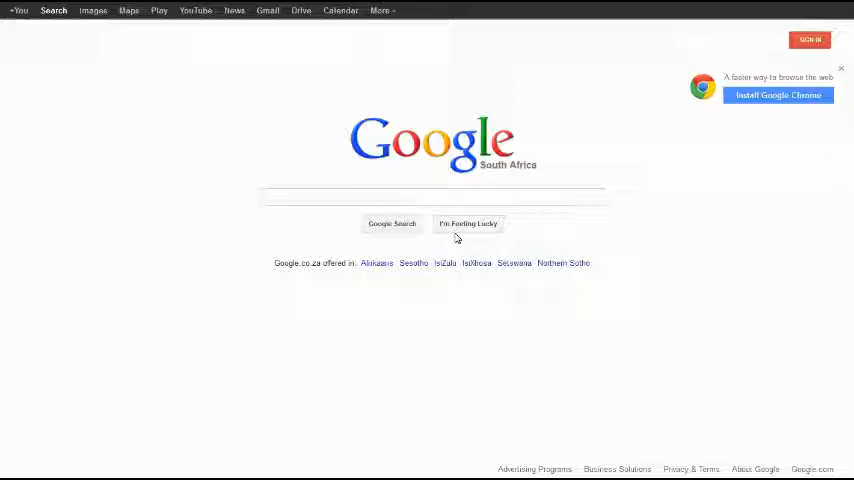 +You Search Images Maps Play YouTube News Gmail Drive Calendar More
SIGN IN
A faster way to browse the web
Install Google Chrome
Google
South Africa
Google Search I'm Feeling Lucky
Google.co.za offered in: Afrikaans Sesotho IsiZulu IsiXhosa Setswana Northern Sotho
Advertising Programs Business Solutions Privacy & Terms About Google Google.com